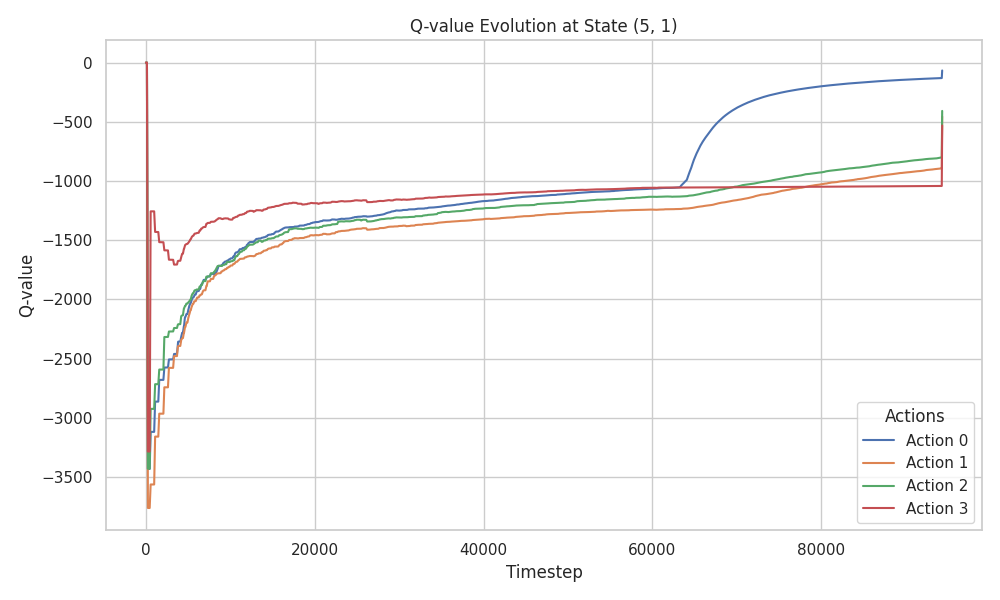 Q-value Evolution at State (5, 1)
Q-value
0
−500
−1000
−1500
−2000
−2500
−3000
−3500
0
20000
40000
60000
80000
Timestep
Actions
Action 0
Action 1
Action 2
Action 3